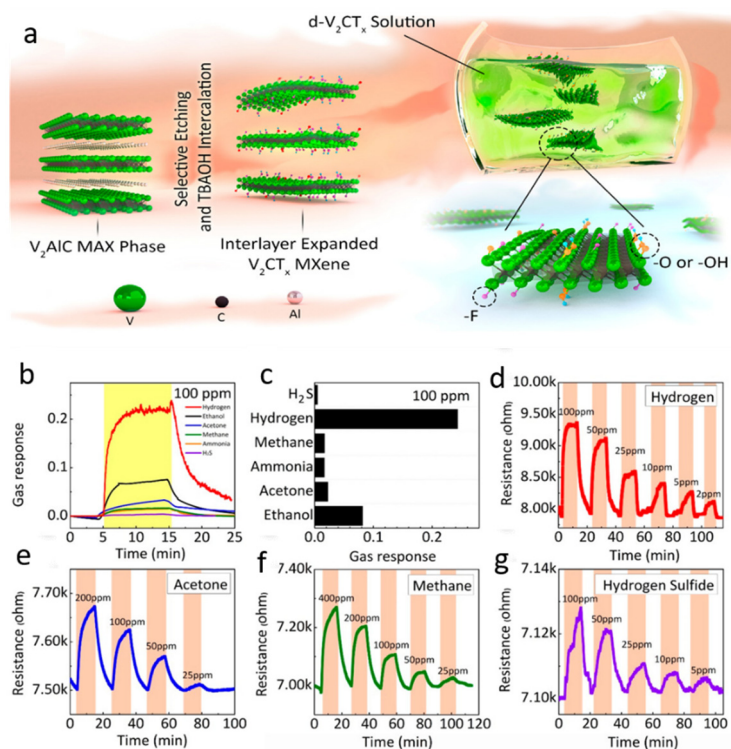 a
d-V₂CTₓ Solution
Selective Etching
and TBAOH Intercalation
V₂AlC MAX Phase
Interlayer Expanded
V₂CTₓ MXene
-O or -OH
-F
V
C
Al
b
100 ppm
Hydrogen
Ethanol
Acetone
Methane
Ammonia
H₂S
Gas response
0.2
0.1
0.0
0 5 10 15 20 25
Time (min)
c
100 ppm
H₂S
Hydrogen
Methane
Ammonia
Acetone
Ethanol
0.0 0.1 0.2
Gas response
d
Hydrogen
Resistance (ohm)
10.00k
9.00k
8.00k
100ppm
50ppm
25ppm
10ppm
5ppm
2ppm
0 20 40 60 80 100
Time (min)
e
Acetone
Resistance (ohm)
7.70k
7.60k
7.50k
200ppm
100ppm
50ppm
25ppm
0 20 40 60 80 100
Time (min)
f
Methane
Resistance (ohm)
7.40k
7.20k
7.00k
400ppm
200ppm
100ppm
50ppm
25ppm
0 20 40 60 80 100 120
Time (min)
g
Hydrogen Sulfide
Resistance (ohm)
7.14k
7.12k
7.10k
100ppm
50ppm
25ppm
10ppm
5ppm
0 20 40 60 80 100
Time (min)